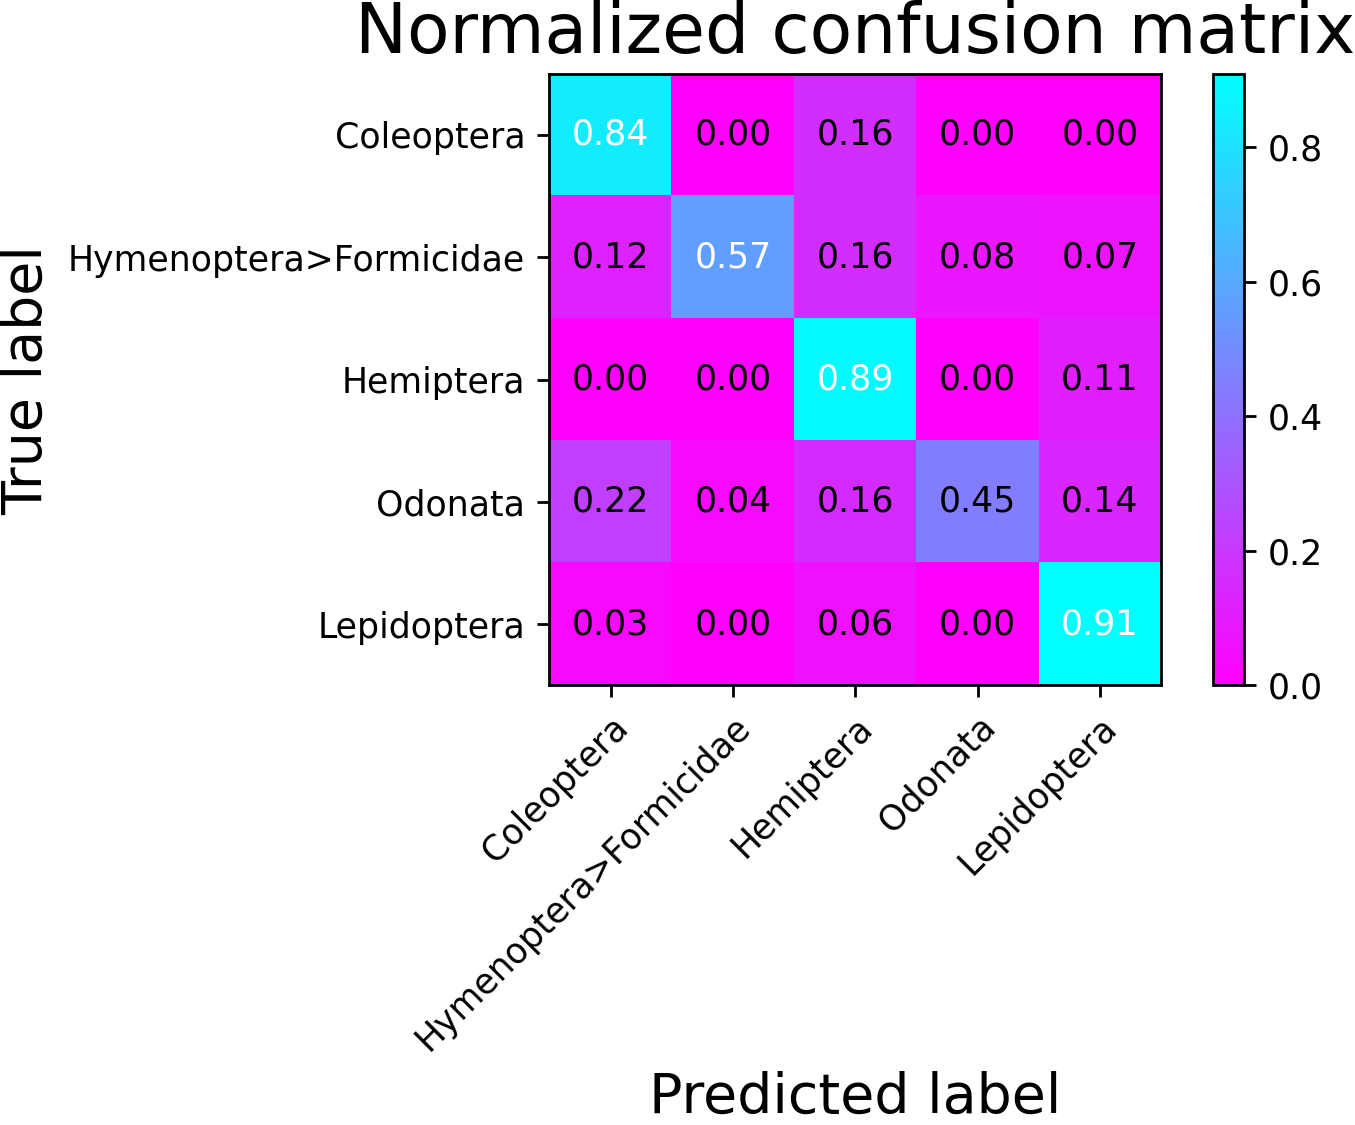 Normalized confusion matrix
True label
Coleoptera 0.84 0.00 0.16 0.00 0.00
Hymenoptera>Formicidae 0.12 0.57 0.16 0.08 0.07
Hemiptera 0.00 0.00 0.89 0.00 0.11
Odonata 0.22 0.04 0.16 0.45 0.14
Lepidoptera 0.03 0.00 0.06 0.00 0.91
Coleoptera
Hymenoptera>Formicidae
Hemiptera
Odonata
Lepidoptera
Predicted label
0.8
0.6
0.4
0.2
0.0